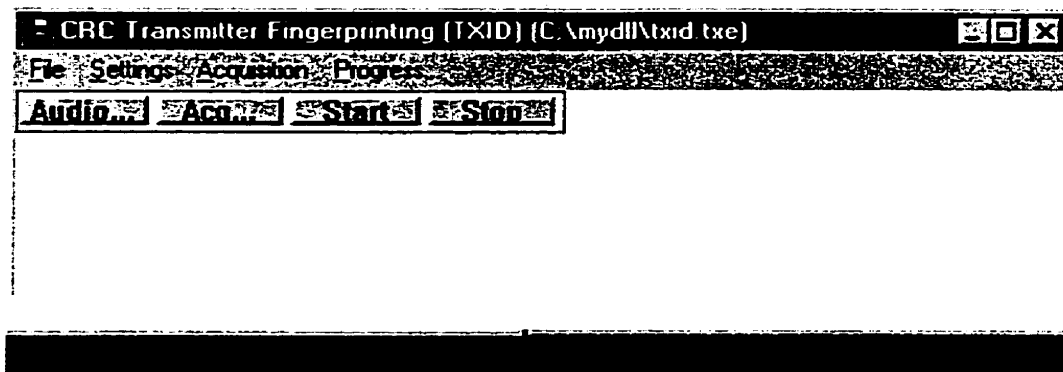 CRC Transmitter Fingerprinting (TXID) (C:\mydll\txid.txe)
File Settings Acquisition Progress
Audio... Acq... Start Stop